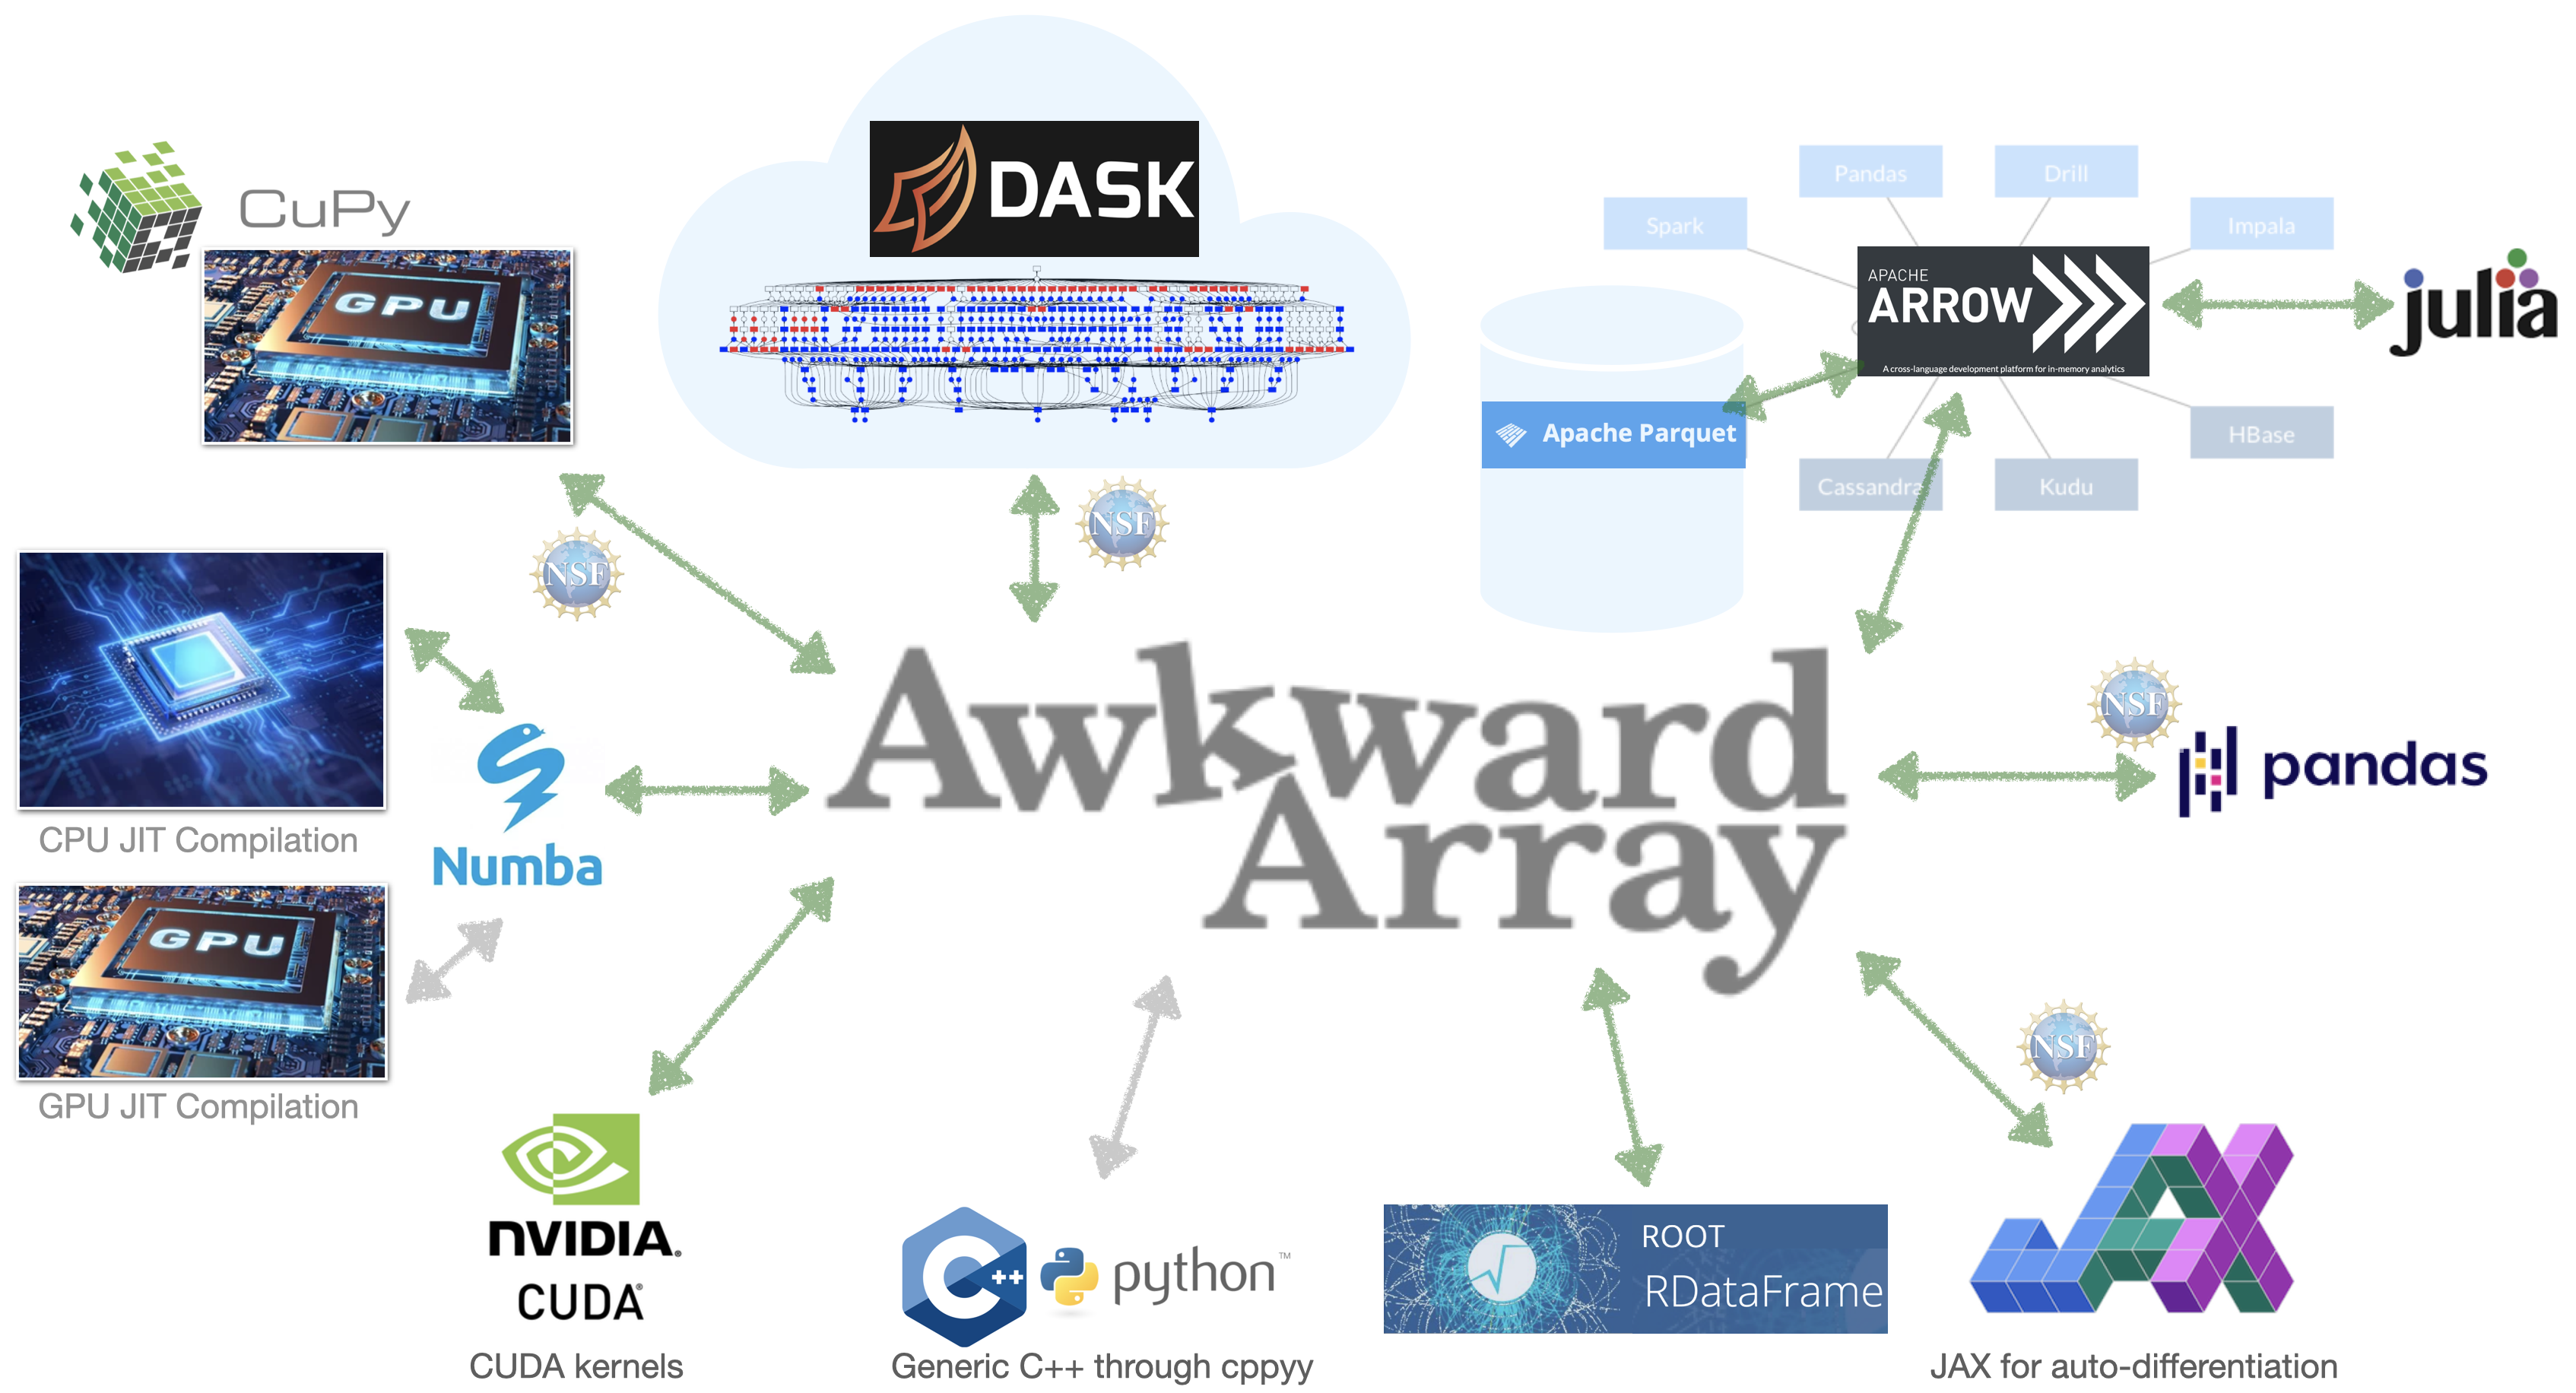 CuPy
GPU
DASK
NSF
NSF
Pandas
Drill
Spark
Impala
APACHE
ARROW
A cross-language development platform for in-memory analytics
julia
Apache Parquet
HBase
Cassandra
Kudu
CPU JIT Compilation
Numba
GPU
GPU JIT Compilation
Awkward
Array
NSF
pandas
NSF
NVIDIA.
CUDA®
CUDA kernels
C++
python™
Generic C++ through cppyy
ROOT
RDataFrame
JAX
JAX for auto-differentiation